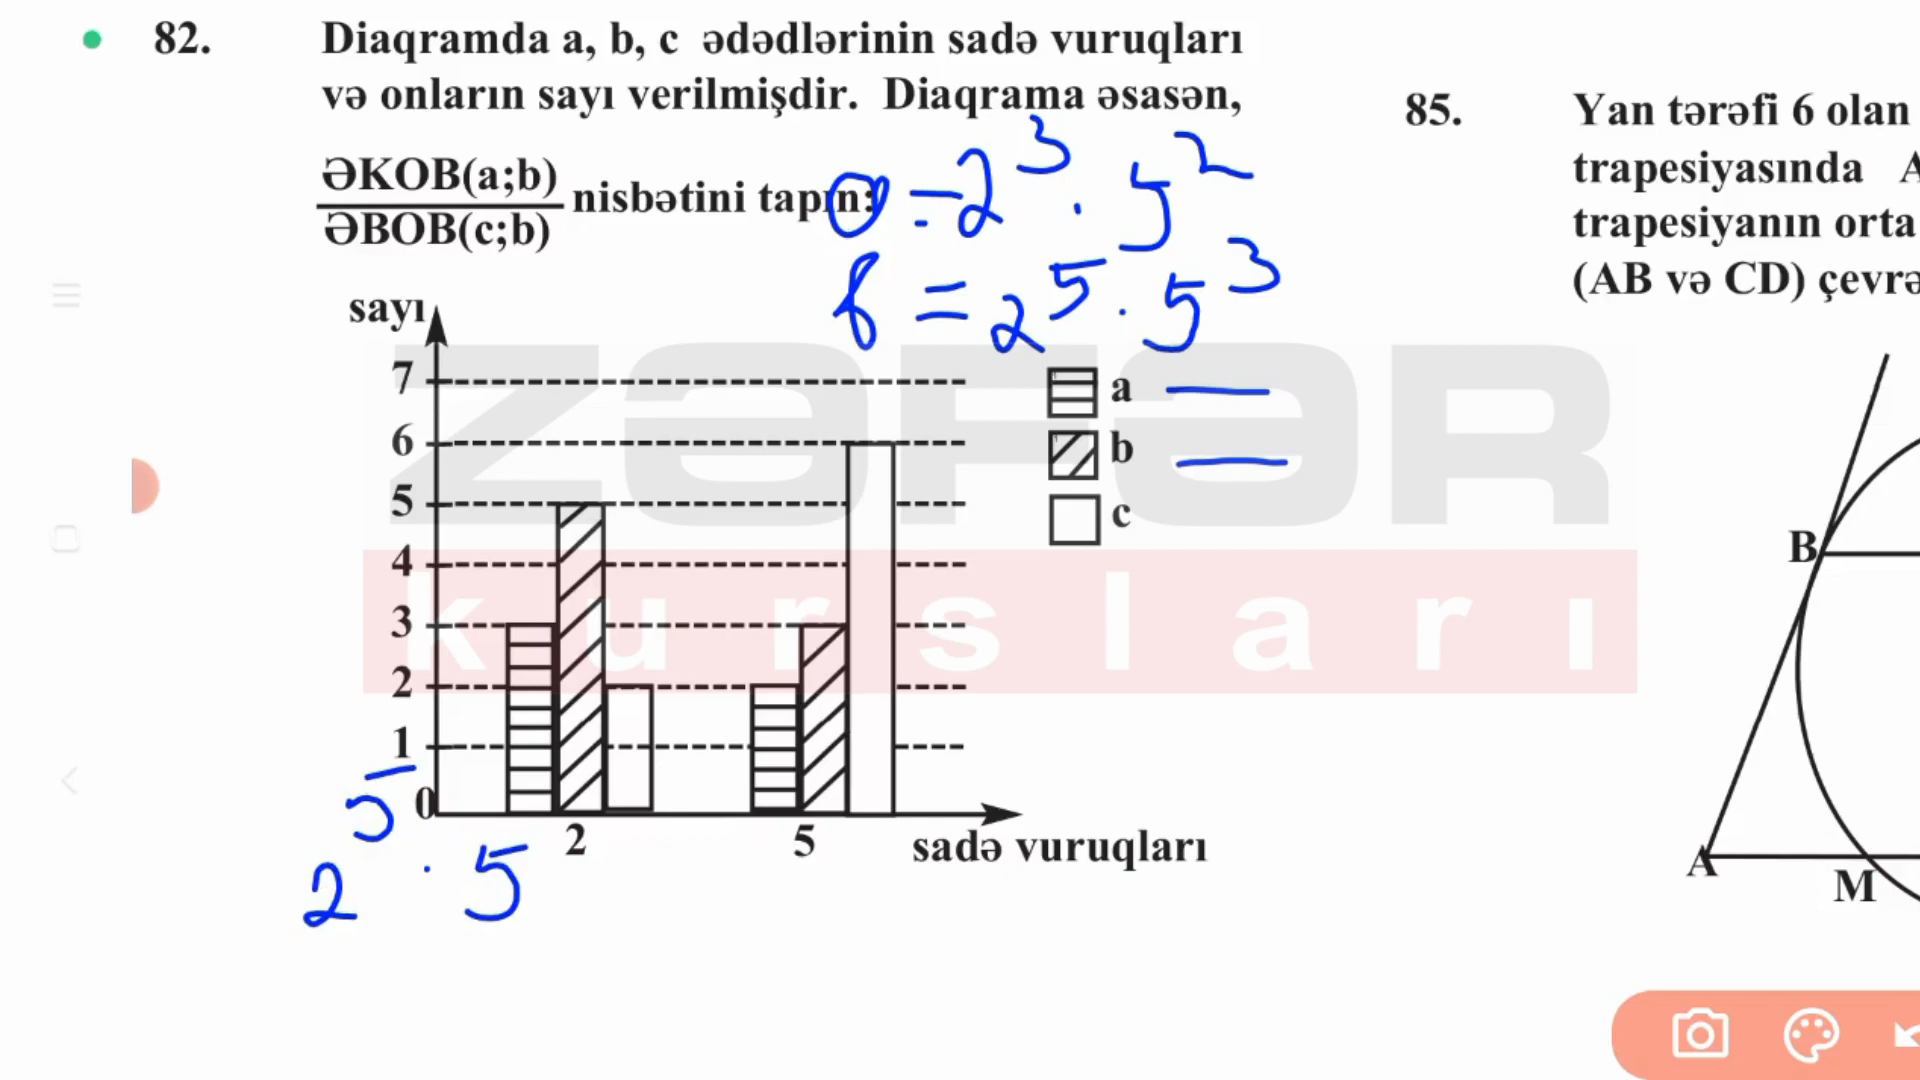 82. Diaqramda a, b, c ədədlərinin sadə vuruqları
və onların sayı verilmişdir. Diaqrama əsasən,
ƏKOB(a;b)
ƏBOB(c;b)
nisbətini tapın:
= 2³ · 5²
= 2⁵ · 5³
sayı
7
6
5
4
3
2
1
0
2
5
sadə vuruqları
a
b
c
2⁵ · 5
ZƏFƏR
kursları
85. Yan tərəfi 6 olan
trapesiyasında A
trapesiyanın orta
(AB və CD) çevrə
B
A
M